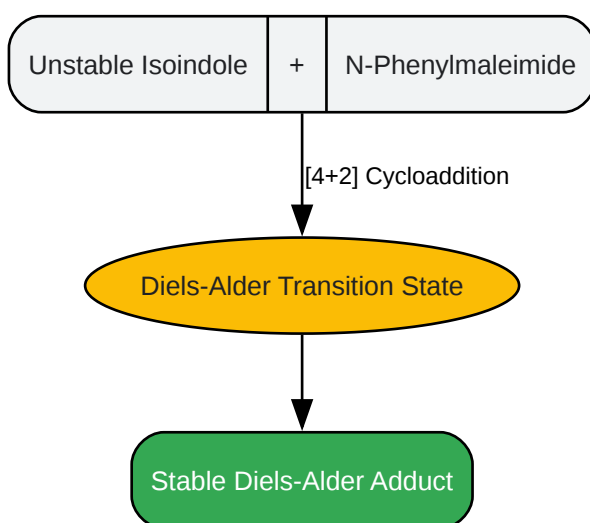 Unstable Isoindole + N-Phenylmaleimide
[4+2] Cycloaddition
Diels-Alder Transition State
Stable Diels-Alder Adduct